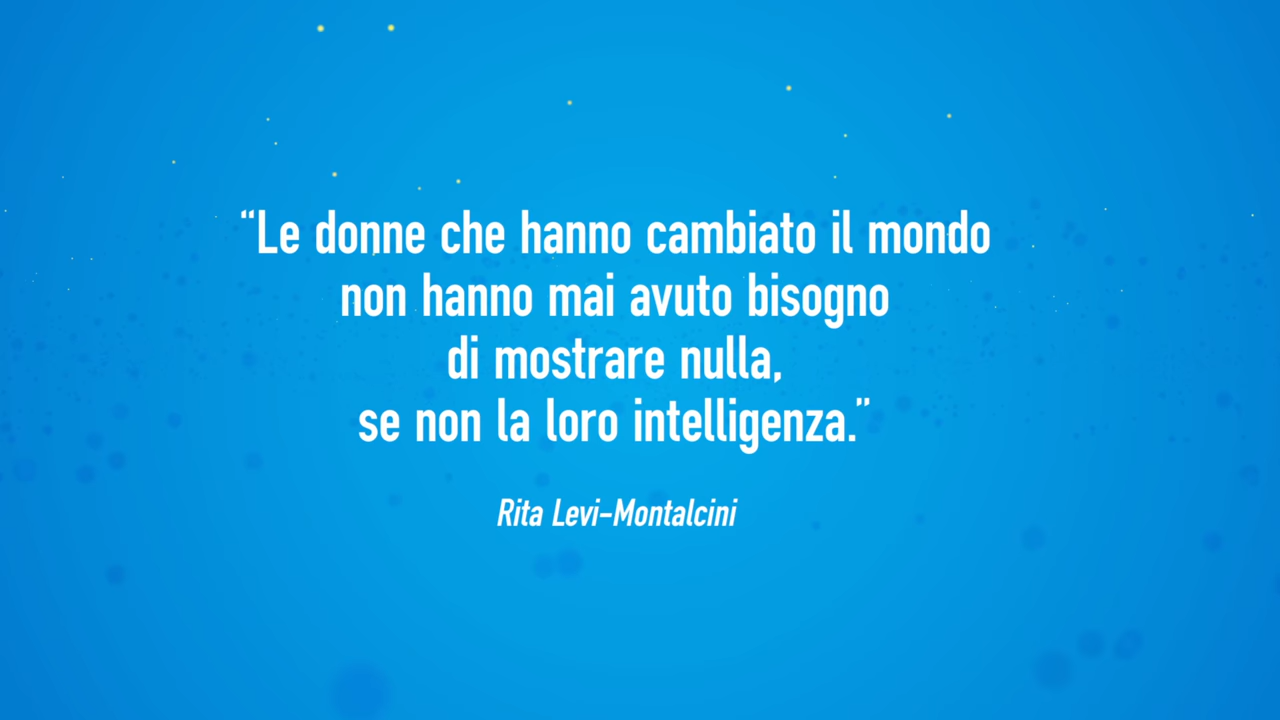 “Le donne che hanno cambiato il mondo
non hanno mai avuto bisogno
di mostrare nulla,
se non la loro intelligenza.”
Rita Levi-Montalcini